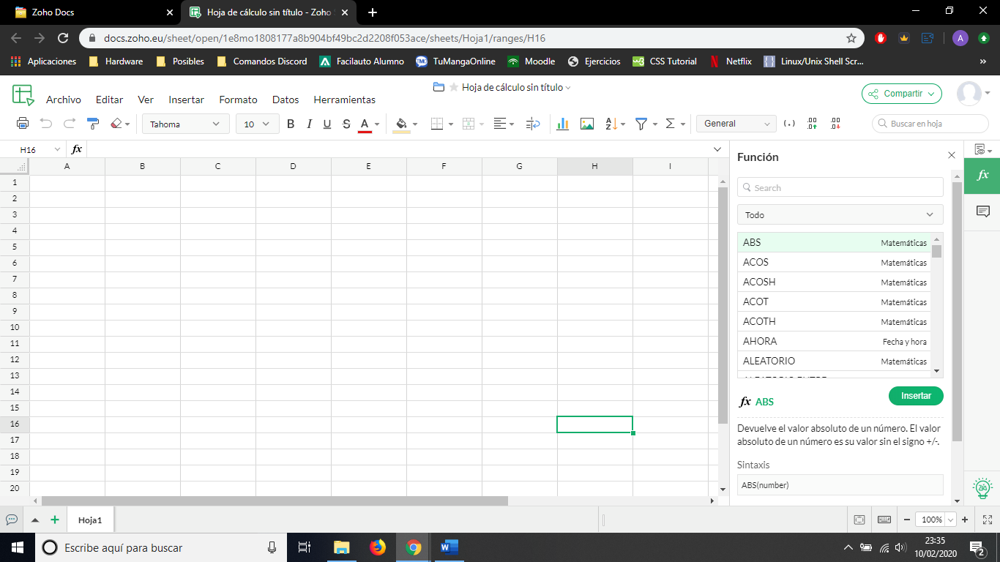 Zoho Docs
Hoja de cálculo sin título - Zoho
docs.zoho.eu/sheet/open/1e8mo1808177a8b904bf49bc2d2208f053ace/sheets/Hoja1/ranges/H16
A
Aplicaciones Hardware Posibles Comandos Discord Facilauto Alumno TuMangaOnline Moodle Ejercicios CSS Tutorial Netflix Linux/Unix Shell Scr... »
Hoja de cálculo sin título
Archivo Editar Ver Insertar Formato Datos Herramientas
Compartir
Tahoma 10 B I U S A General (.) .00 .00
Buscar en hoja
H16 fx
A B C D E F G H I
1
2
3
4
5
6
7
8
9
10
11
12
13
14
15
16
17
18
19
20
Función
Search
Todo
ABS Matemáticas
ACOS Matemáticas
ACOSH Matemáticas
ACOT Matemáticas
ACOTH Matemáticas
AHORA Fecha y hora
ALEATORIO Matemáticas
fx ABS
Insertar
Devuelve el valor absoluto de un número. El valor
absoluto de un número es su valor sin el signo +/-.
Sintaxis
ABS(number)
fx
Hoja1
100%
Escribe aquí para buscar
23:35
10/02/2020
2